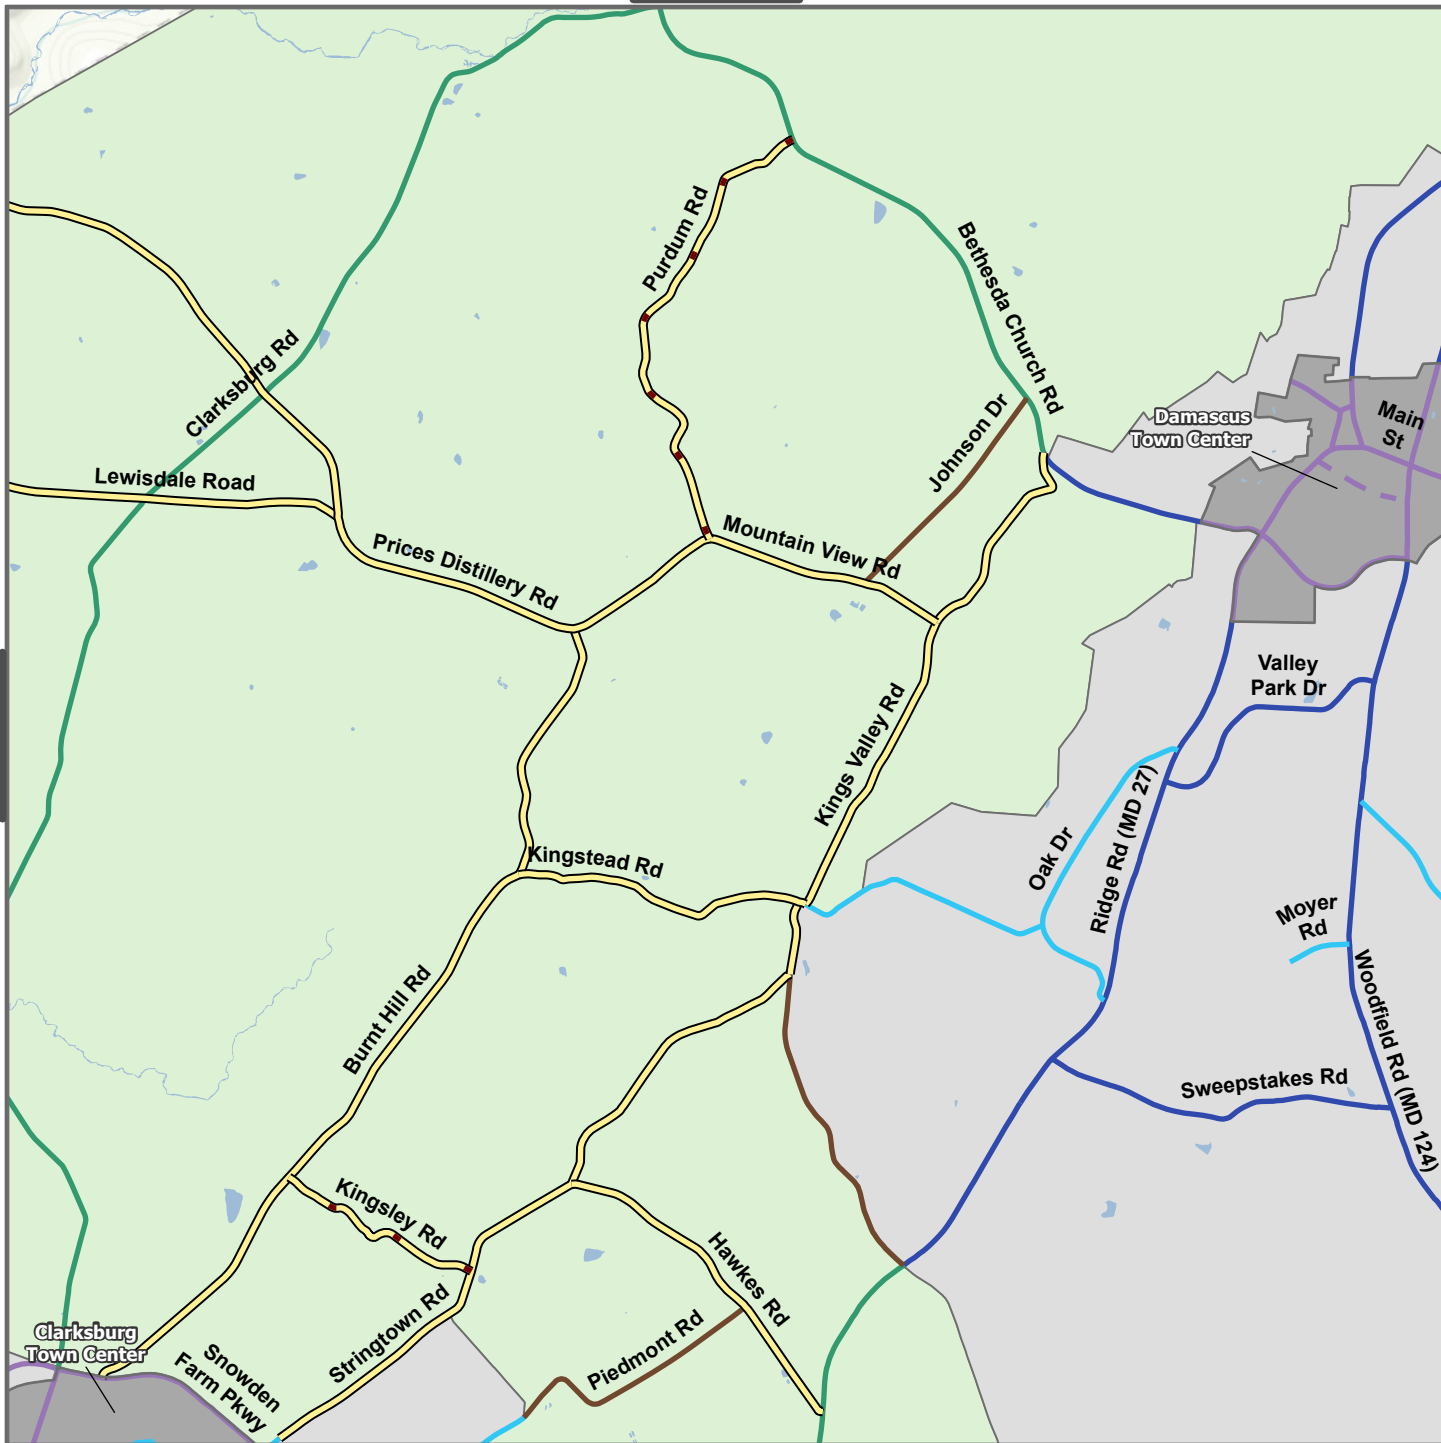 Purdum Rd
Bethesda Church Rd
Clarksburg Rd
Johnson Dr
Damascus
Town Center
Main
St
Lewisdale Road
Mountain View Rd
Prices Distillery Rd
Valley
Park Dr
Kings Valley Rd
Ridge Rd (MD 27)
Oak Dr
Kingstead Rd
Moyer
Rd
Woodfield Rd (MD 124)
Burnt Hill Rd
Sweepstakes Rd
Kingsley Rd
Hawkes Rd
Stringtown Rd
Piedmont Rd
Clarksburg
Town Center
Snowden
Farm Pkwy